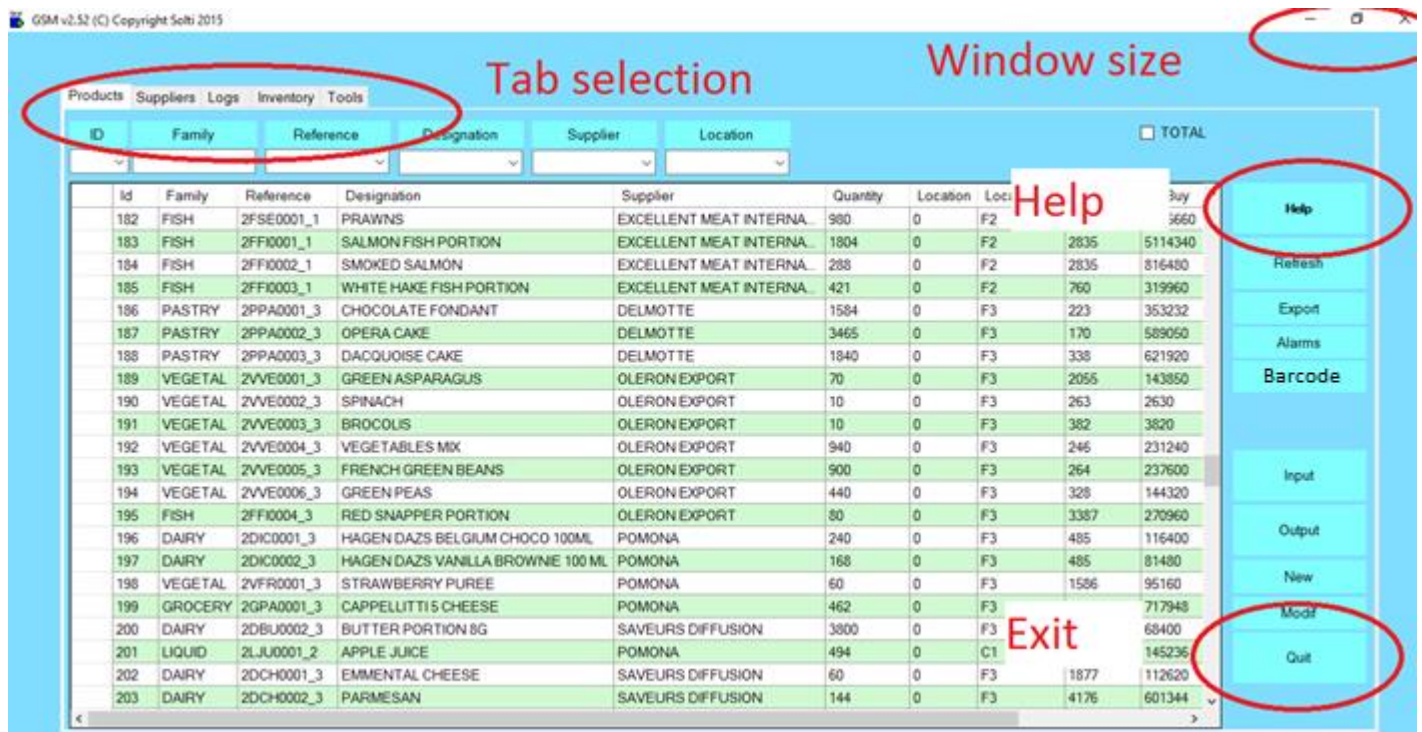 GSM v2.52 (C) Copyright Solti 2015
Window size
Tab selection
Products Suppliers Logs Inventory Tools
ID Family Reference Designation Supplier Location TOTAL
Id Family Reference Designation Supplier Quantity Location Buy
Help
Help
182 FISH 2FSE0001_1 PRAWNS EXCELLENT MEAT INTERNA... 980 0 F2
183 FISH 2FFI0001_1 SALMON FISH PORTION EXCELLENT MEAT INTERNA... 1804 0 F2 2835 5114340
184 FISH 2FFI0002_1 SMOKED SALMON EXCELLENT MEAT INTERNA... 288 0 F2 2835 816480
Refresh
185 FISH 2FFI0003_1 WHITE HAKE FISH PORTION EXCELLENT MEAT INTERNA... 421 0 F2 760 319960
186 PASTRY 2PPA0001_3 CHOCOLATE FONDANT DELMOTTE 1584 0 F3 223 353232
Export
187 PASTRY 2PPA0002_3 OPERA CAKE DELMOTTE 3465 0 F3 170 589050
Alarms
188 PASTRY 2PPA0003_3 DACQUOISE CAKE DELMOTTE 1840 0 F3 338 621920
189 VEGETAL 2VVE0001_3 GREEN ASPARAGUS OLERON EXPORT 70 0 F3 2055 143850
Barcode
190 VEGETAL 2VVE0002_3 SPINACH OLERON EXPORT 10 0 F3 263 2630
191 VEGETAL 2VVE0003_3 BROCOLIS OLERON EXPORT 10 0 F3 382 3820
192 VEGETAL 2VVE0004_3 VEGETABLES MIX OLERON EXPORT 940 0 F3 246 231240
193 VEGETAL 2VVE0005_3 FRENCH GREEN BEANS OLERON EXPORT 900 0 F3 264 237600
Input
194 VEGETAL 2VVE0006_3 GREEN PEAS OLERON EXPORT 440 0 F3 328 144320
195 FISH 2FFI0004_3 RED SNAPPER PORTION OLERON EXPORT 80 0 F3 3387 270960
196 DAIRY 2DIC0001_3 HAGEN DAZS BELGIUM CHOCO 100ML POMONA 240 0 F3 485 116400
Output
197 DAIRY 2DIC0002_3 HAGEN DAZS VANILLA BROWNIE 100 ML POMONA 168 0 F3 485 81480
198 VEGETAL 2VFR0001_3 STRAWBERRY PUREE POMONA 60 0 F3 1586 95160
New
199 GROCERY 2GPA0001_3 CAPPELLITTI 5 CHEESE POMONA 462 0 F3 717948
Modif
200 DAIRY 2DBU0002_3 BUTTER PORTION 8G SAVEURS DIFFUSION 3800 0 F3 68400
Exit
201 LIQUID 2LJU0001_2 APPLE JUICE POMONA 494 0 C1 145236
Quit
202 DAIRY 2DCH0001_3 EMMENTAL CHEESE SAVEURS DIFFUSION 60 0 F3 1877 112620
203 DAIRY 2DCH0002_3 PARMESAN SAVEURS DIFFUSION 144 0 F3 4176 601344